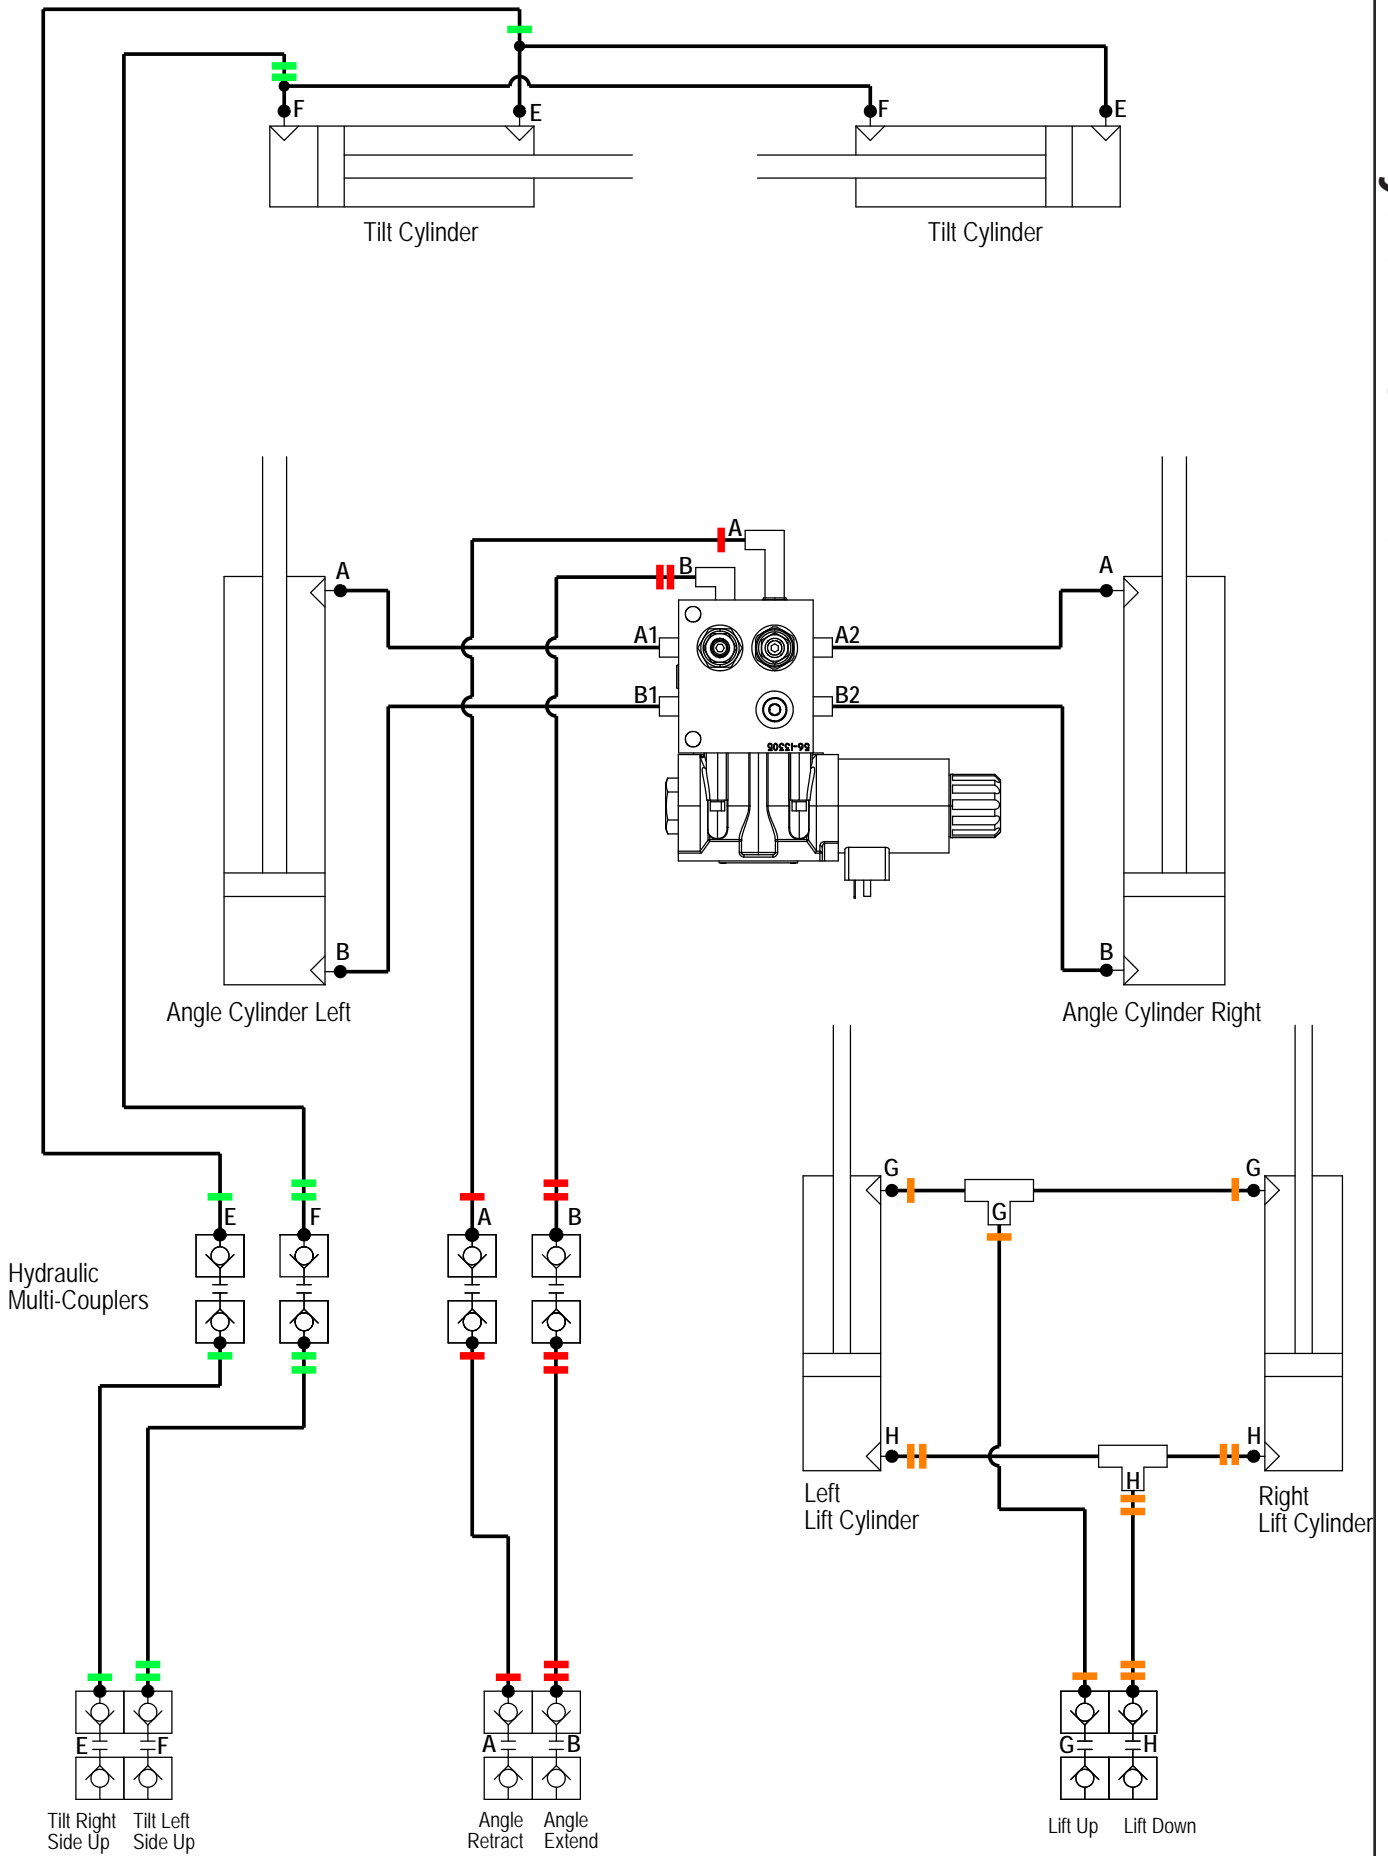 F
E
F
E
Tilt Cylinder
Tilt Cylinder
A
B
A
A
A1
A2
B1
B2
56-13305
B
B
Angle Cylinder Left
Angle Cylinder Right
G
G
G
E
F
A
B
Hydraulic
Multi-Couplers
H
H
H
Left
Lift Cylinder
Right
Lift Cylinder
E
F
A
B
G
H
Tilt Right
Side Up
Tilt Left
Side Up
Angle
Retract
Angle
Extend
Lift Up
Lift Down